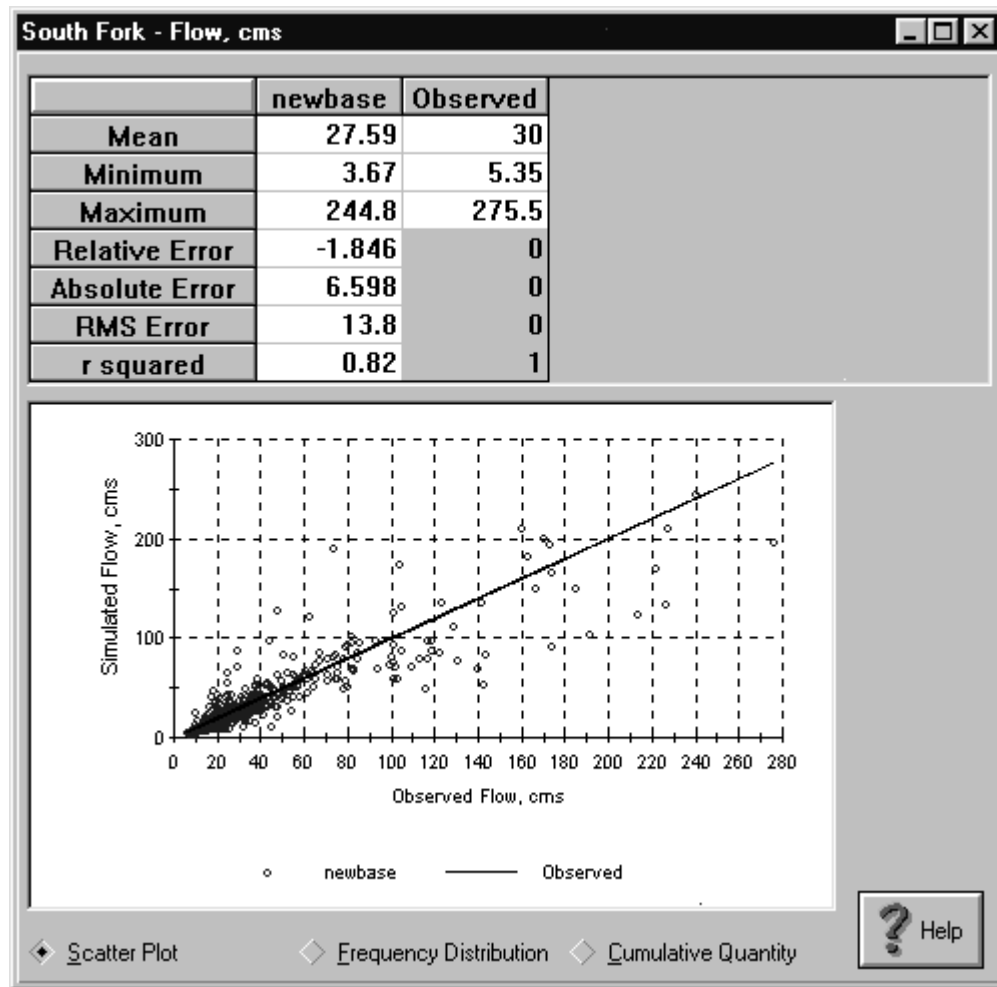 South Fork - Flow, cms
newbase Observed
Mean 27.59 30
Minimum 3.67 5.35
Maximum 244.8 275.5
Relative Error -1.846 0
Absolute Error 6.598 0
RMS Error 13.8 0
r squared 0.82 1
300
200
100
0
Simulated Flow, cms
0 20 40 60 80 100 120 140 160 180 200 220 240 260 280
Observed Flow, cms
newbase Observed
Scatter Plot Frequency Distribution Cumulative Quantity
? Help